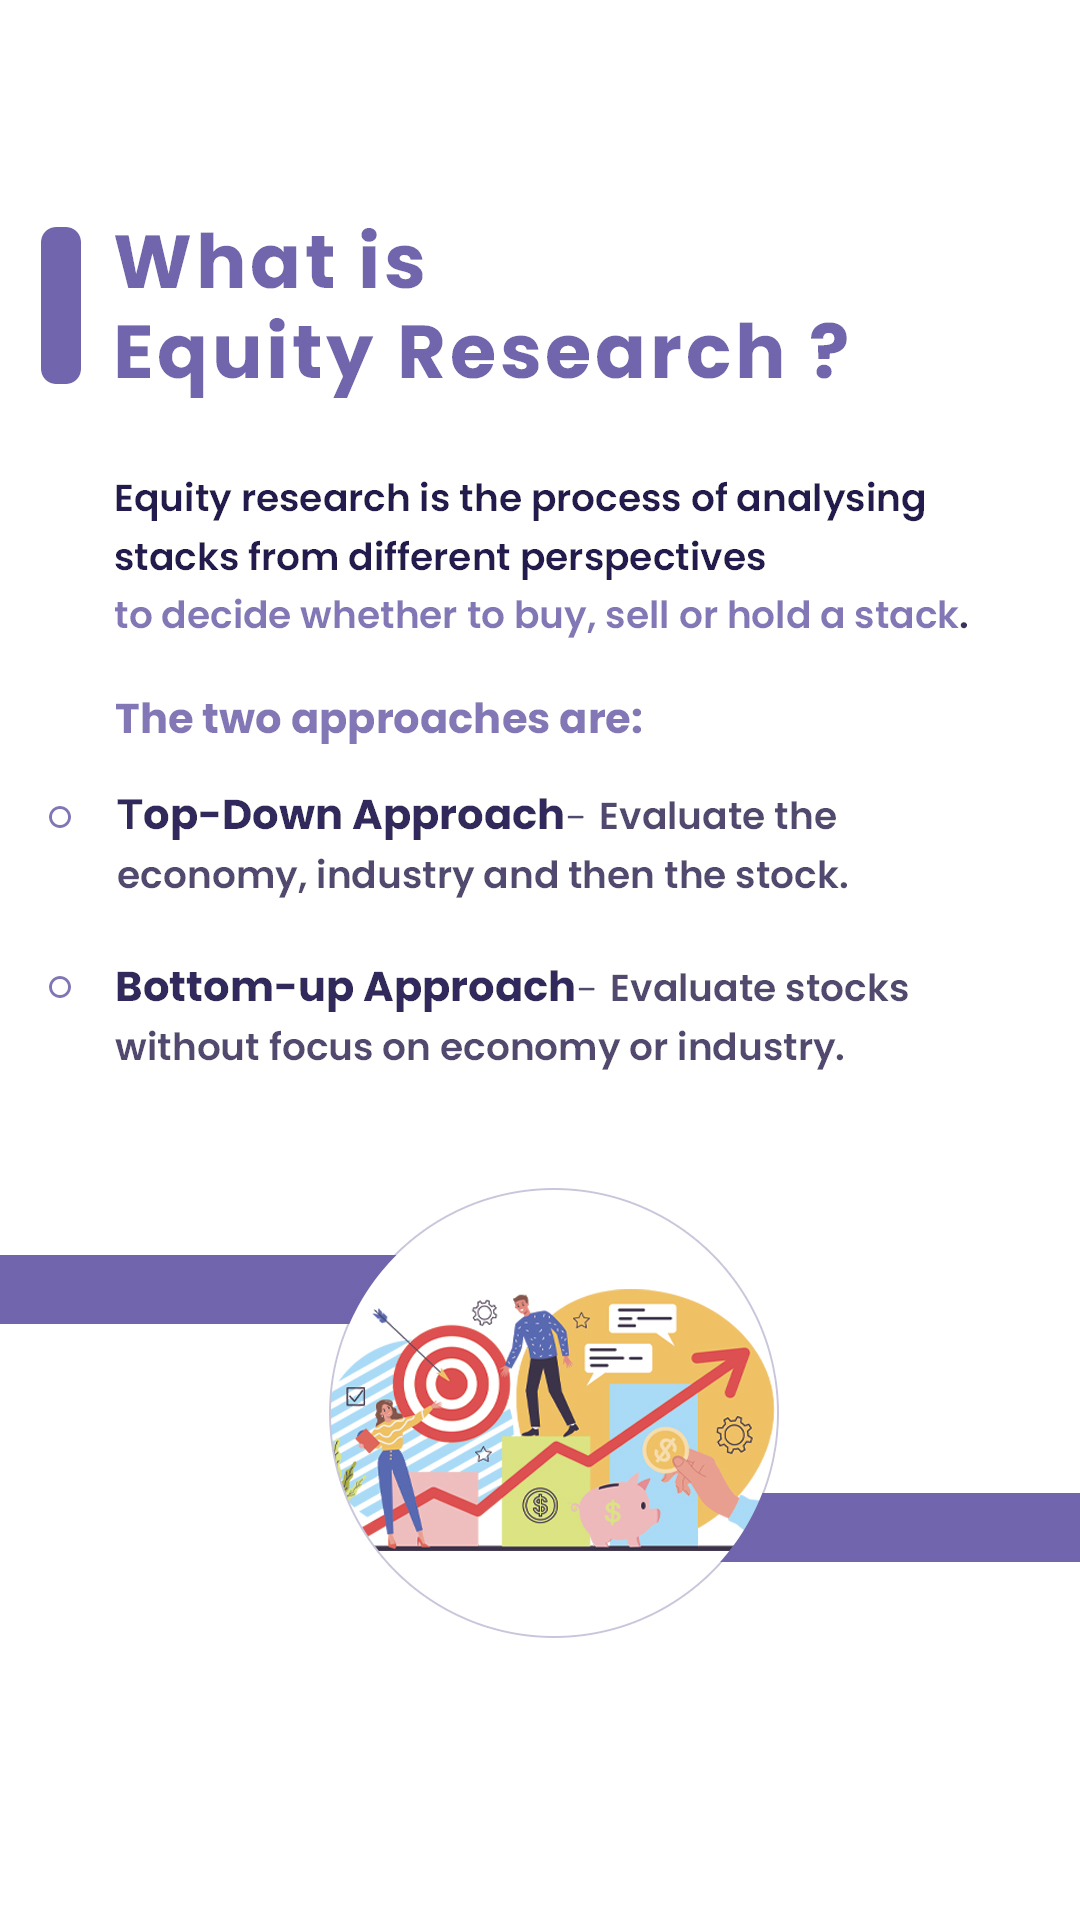 What is
Equity Research ?
Equity research is the process of analysing
stacks from different perspectives
to decide whether to buy, sell or hold a stack.
The two approaches are:
Top-Down Approach- Evaluate the
economy, industry and then the stock.
Bottom-up Approach- Evaluate stocks
without focus on economy or industry.
$
$
$